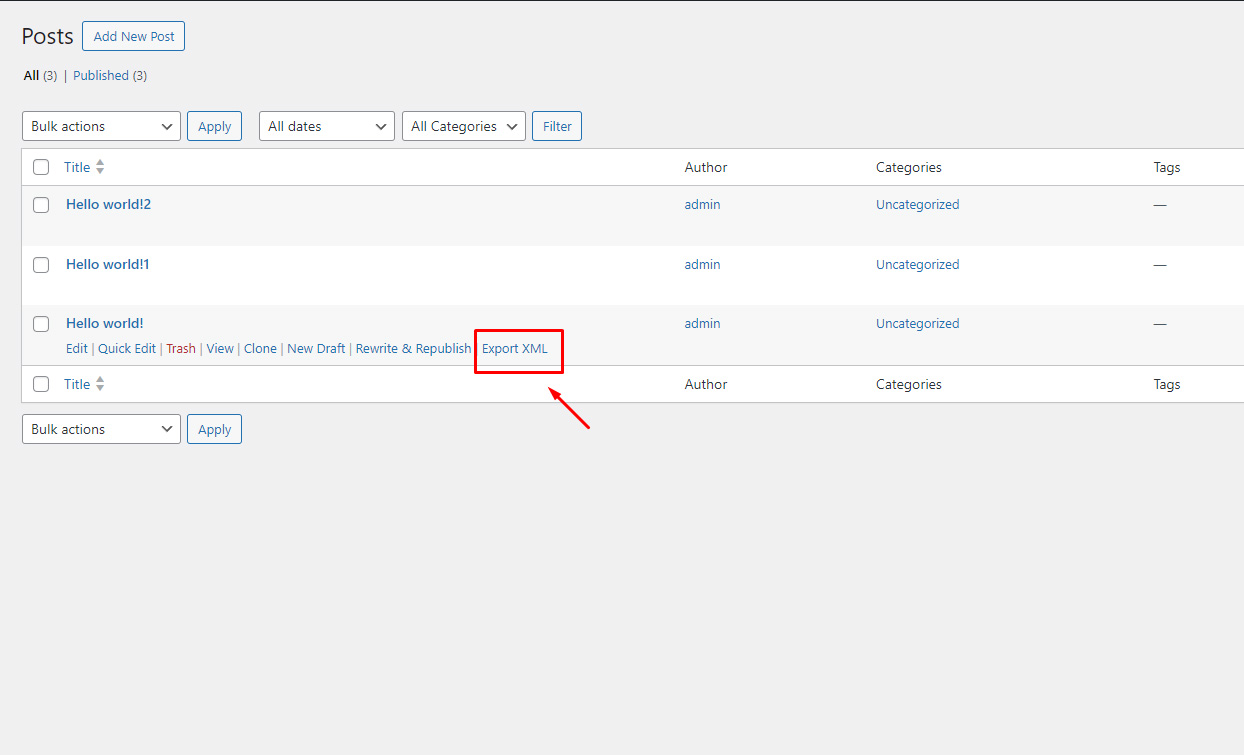 Posts Add New Post
All (3) | Published (3)
Bulk actions Apply All dates All Categories Filter
Title Author Categories Tags
Hello world!2 admin Uncategorized —
Hello world!1 admin Uncategorized —
Hello world! admin Uncategorized —
Edit | Quick Edit | Trash | View | Clone | New Draft | Rewrite & Republish Export XML
Title Author Categories Tags
Bulk actions Apply